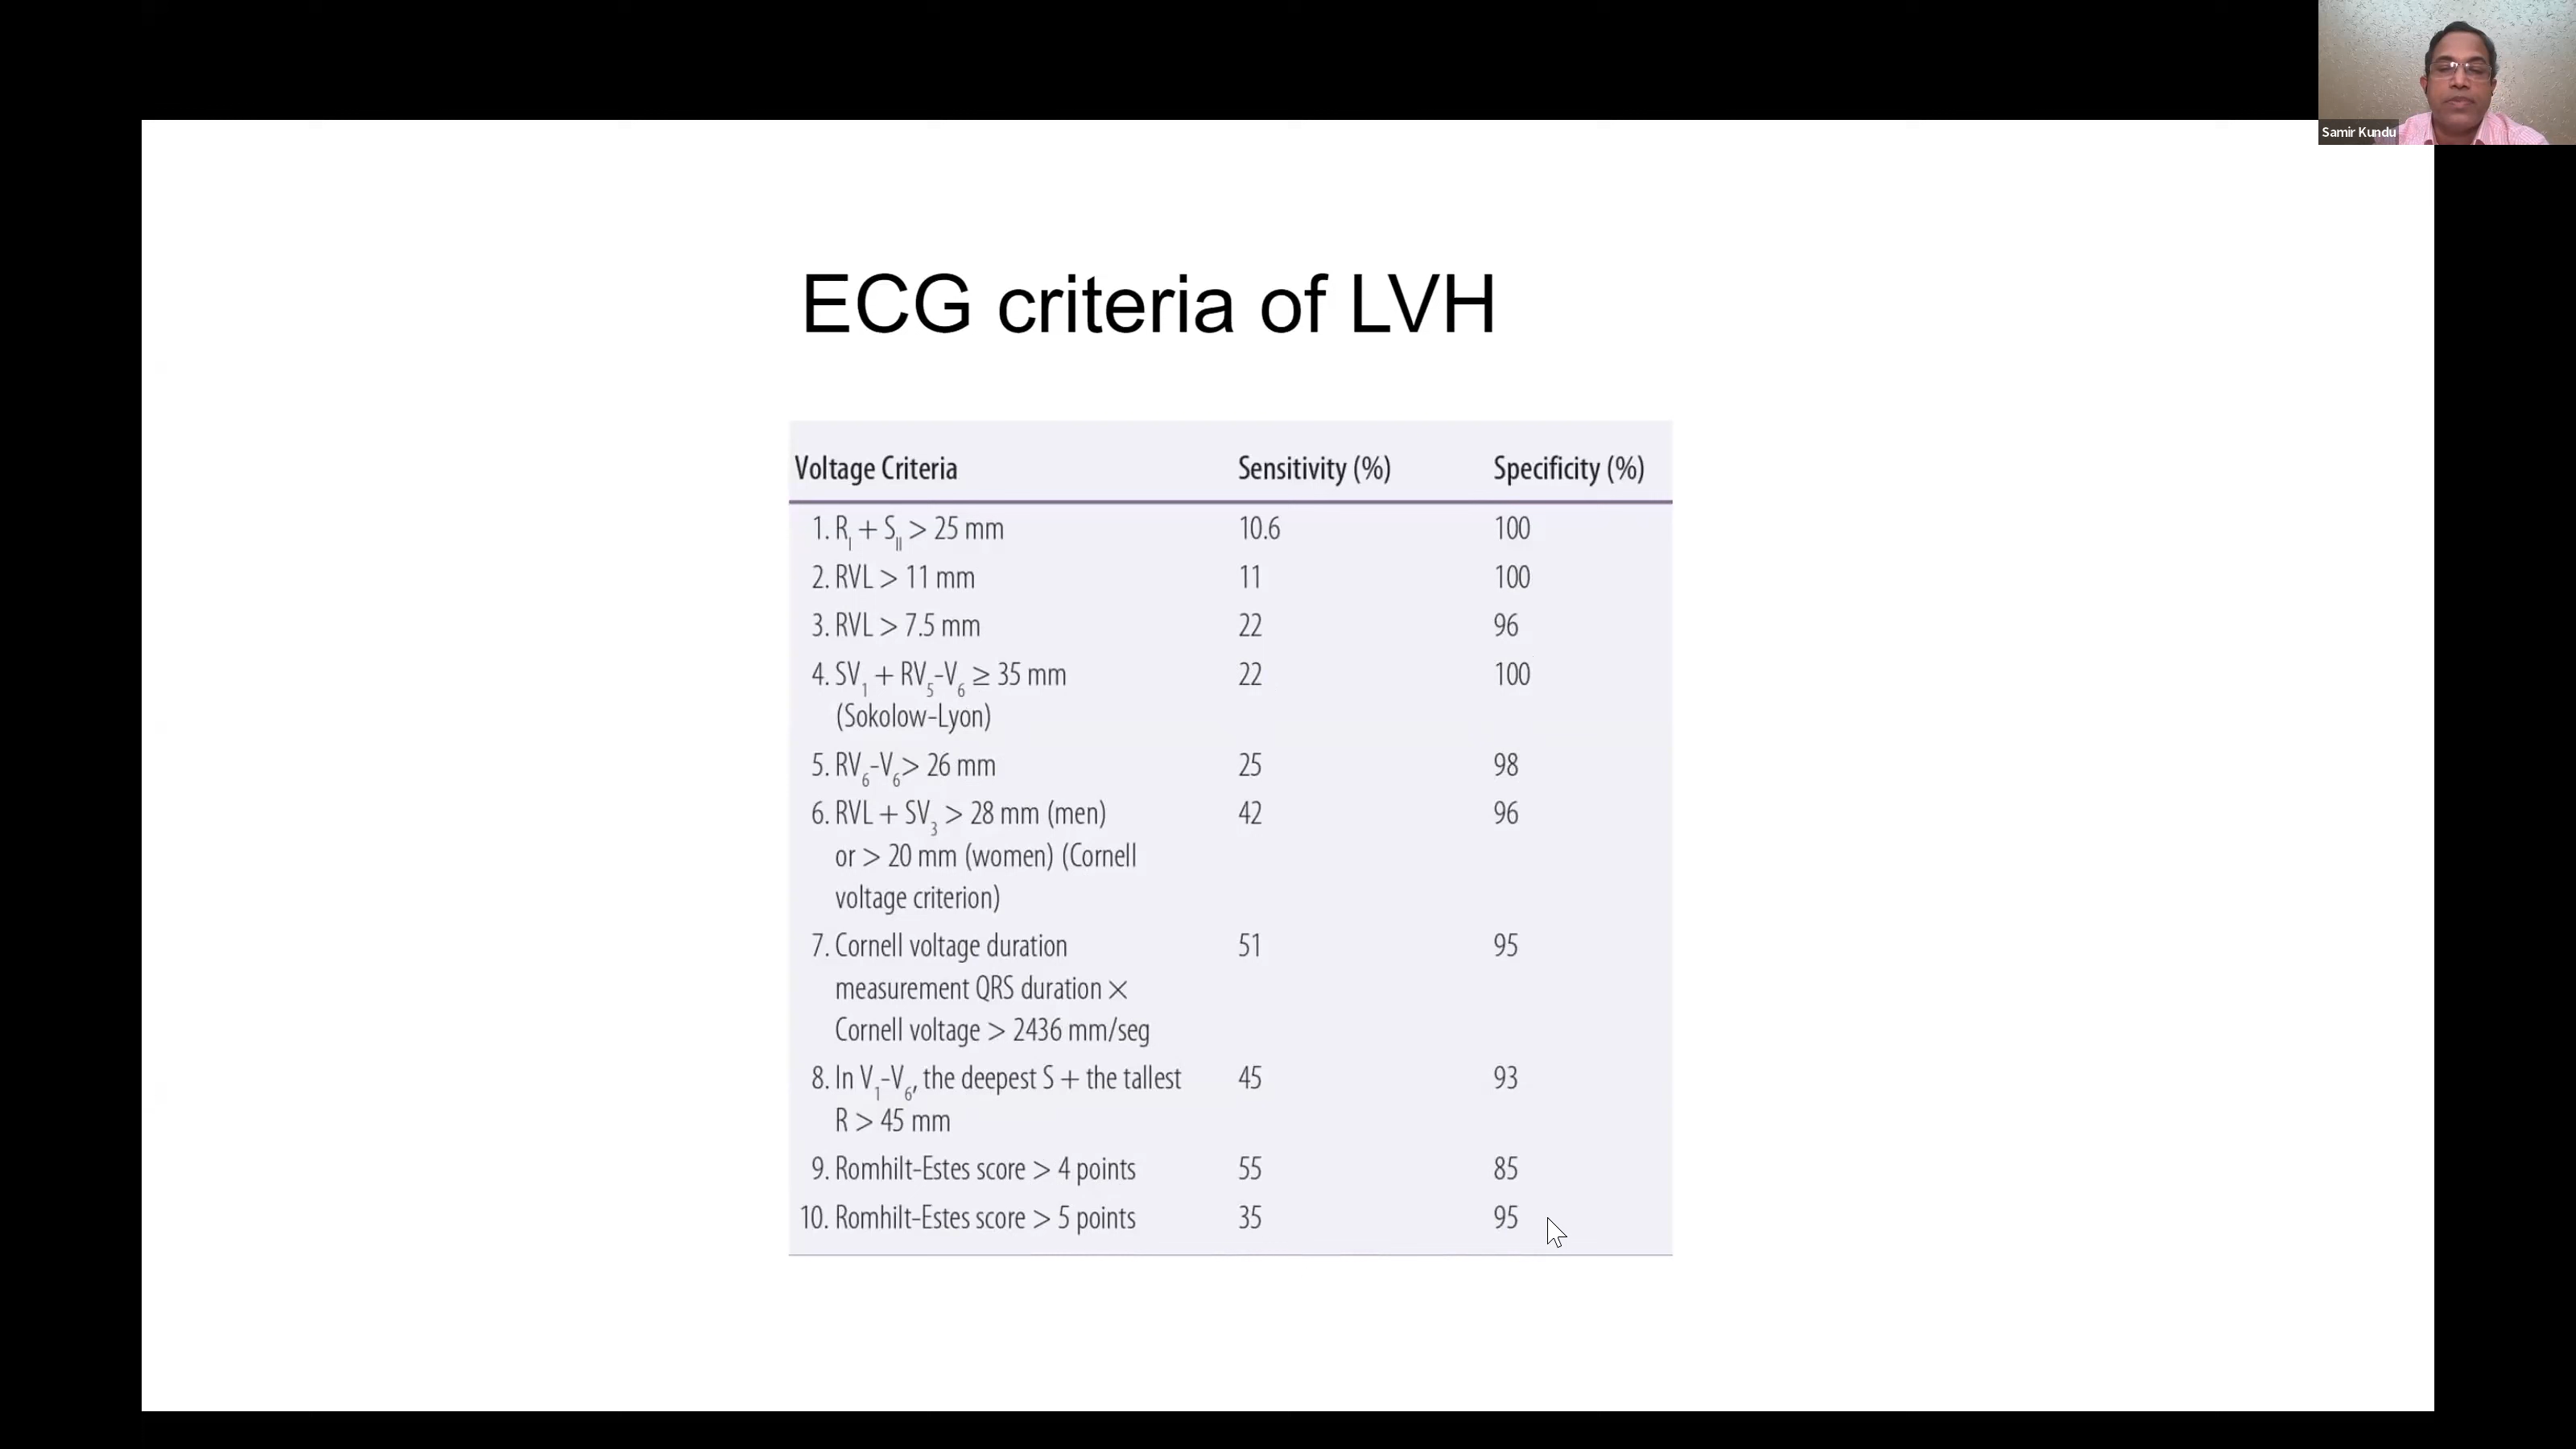 Samir Kundu
ECG criteria of LVH
Voltage Criteria Sensitivity (%) Specificity (%)
1. RI + SII > 25 mm 10.6 100
2. RVL > 11 mm 11 100
3. RVL > 7.5 mm 22 96
4. SV1 + RV5-V6 ≥ 35 mm 22 100
(Sokolow-Lyon)
5. RV6-V6> 26 mm 25 98
6. RVL + SV3 > 28 mm (men) 42 96
or > 20 mm (women) (Cornell
voltage criterion)
7. Cornell voltage duration 51 95
measurement QRS duration ×
Cornell voltage > 2436 mm/seg
8. In V1-V6, the deepest S + the tallest 45 93
R > 45 mm
9. Romhilt-Estes score > 4 points 55 85
10. Romhilt-Estes score > 5 points 35 95